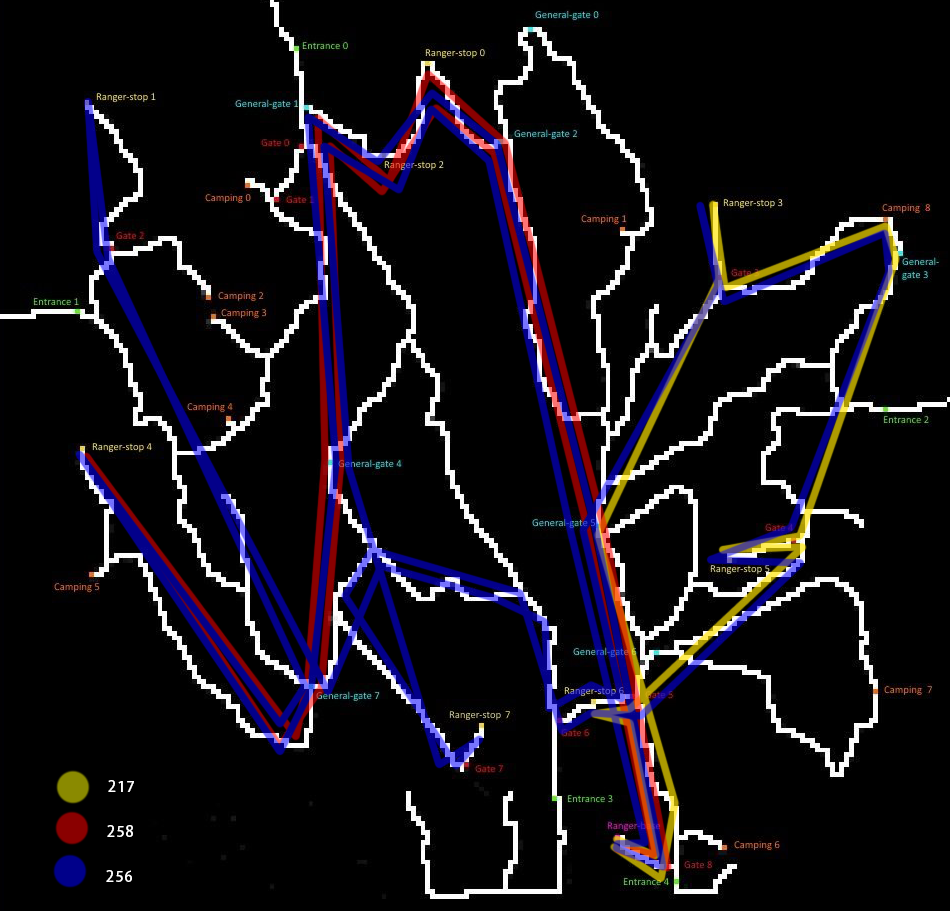 General-gate 0
Entrance 0
Ranger-stop 0
Ranger-stop 1
General-gate 1
General-gate 2
Gate 0
Ranger-stop 2
Camping 0
Gate 1
Ranger-stop 3
Camping 8
Camping 1
Gate 2
General-
gate 3
Camping 2
Entrance 1
Camping 3
Camping 4
Entrance 2
Ranger-stop 4
General-gate 4
General-gate 5
Gate 4
Ranger-stop 5
Camping 5
General-gate 6
Ranger-stop 6
Gate 5
Camping 7
General-gate 7
Ranger-stop 7
Gate 6
Gate 7
217
Entrance 3
258
Camping 6
Gate 8
256
Entrance 4